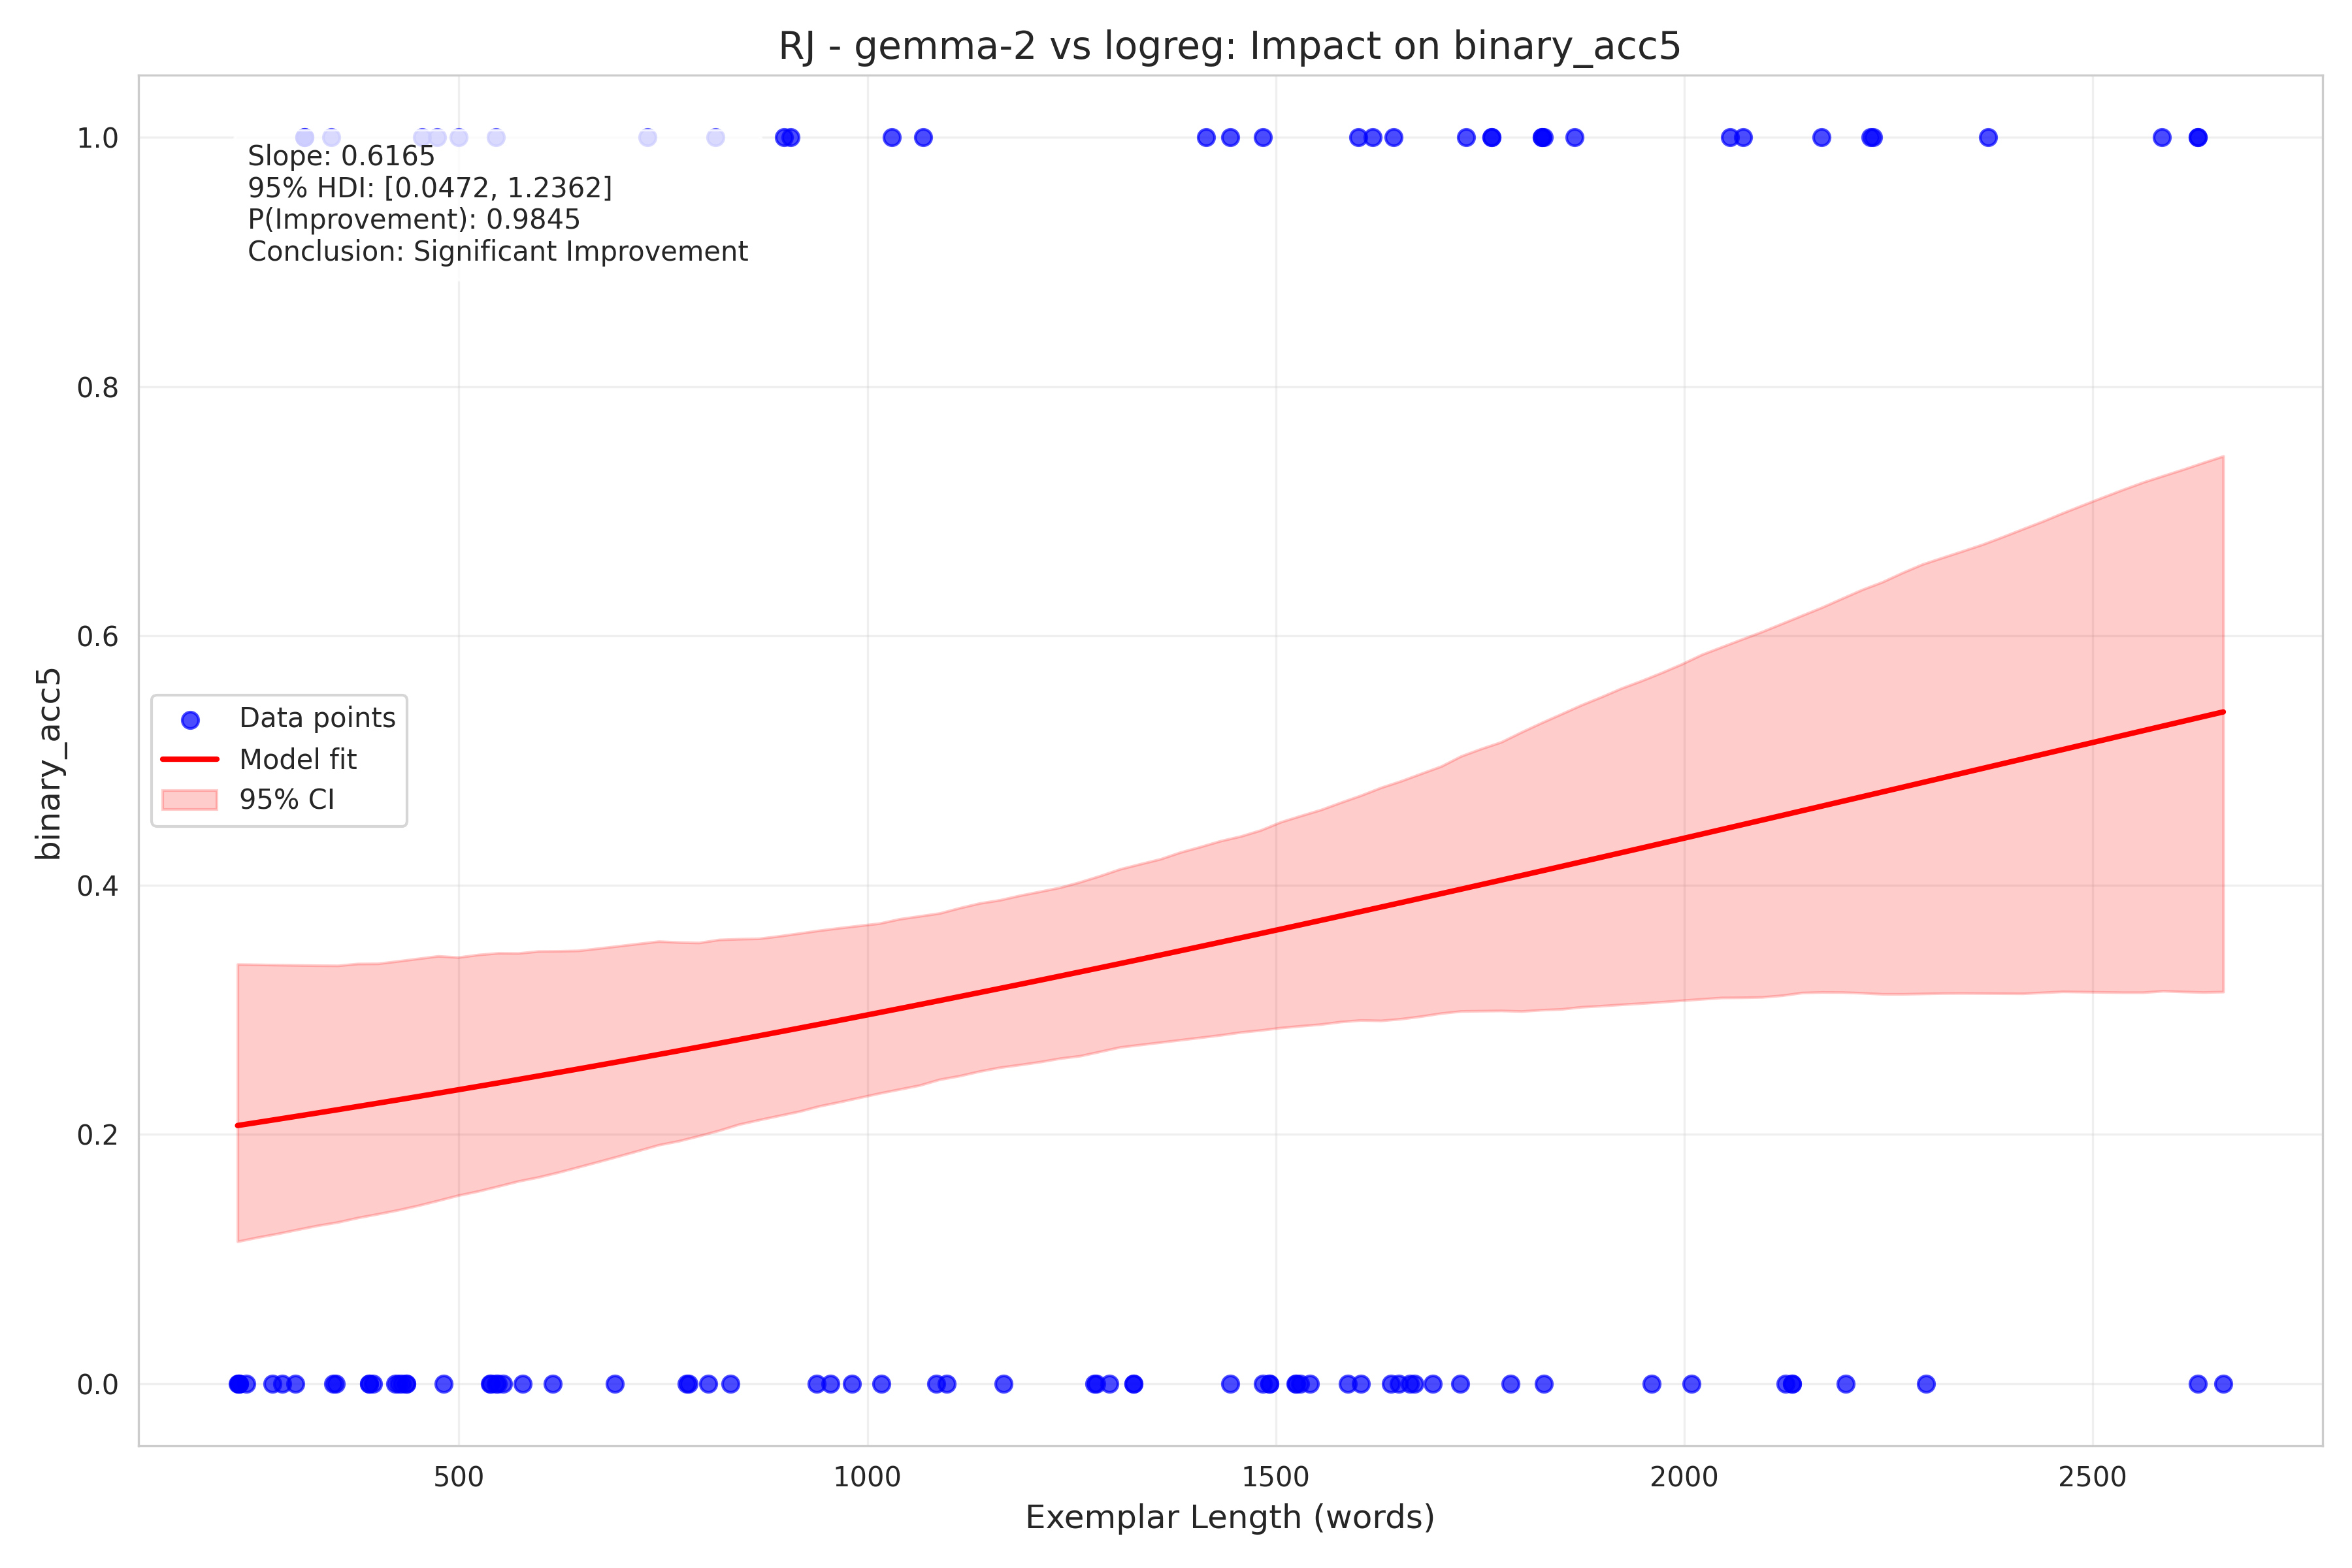 RJ - gemma-2 vs logreg: Impact on binary_acc5
1.0
Slope: 0.6165
95% HDI: [0.0472, 1.2362]
P(Improvement): 0.9845
Conclusion: Significant Improvement
0.8
0.6
binary_acc5
Data points
Model fit
95% CI
0.4
0.2
0.0
500 1000 1500 2000 2500
Exemplar Length (words)